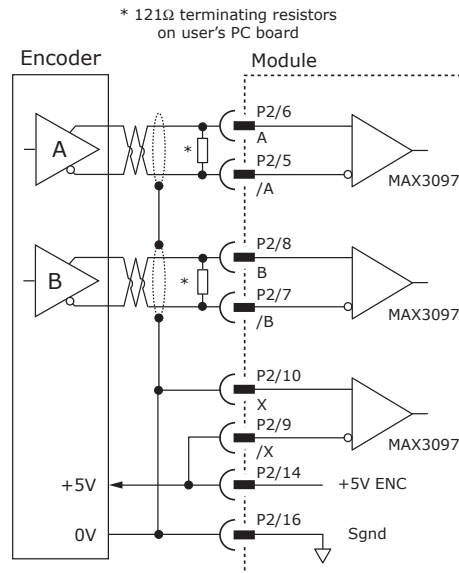 * 121Ω terminating resistors
on user's PC board
Encoder
Module
A
*
P2/6
A
P2/5
/A
MAX3097
B
*
P2/8
B
P2/7
/B
MAX3097
P2/10
X
P2/9
/X
MAX3097
+5V
P2/14
+5V ENC
0V
P2/16
Sgnd